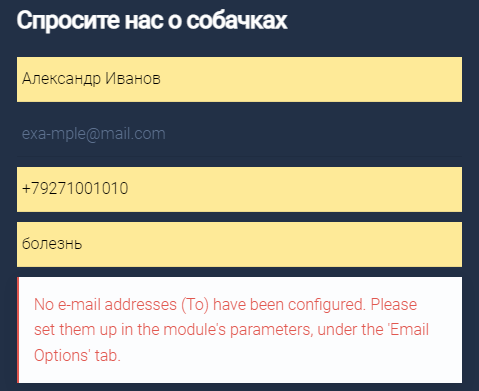 Спросите нас о собачках
Александр Иванов
exa-mple@mail.com
+79271001010
болезнь
No e-mail addresses (To) have been configured. Please
set them up in the module's parameters, under the 'Email
Options' tab.